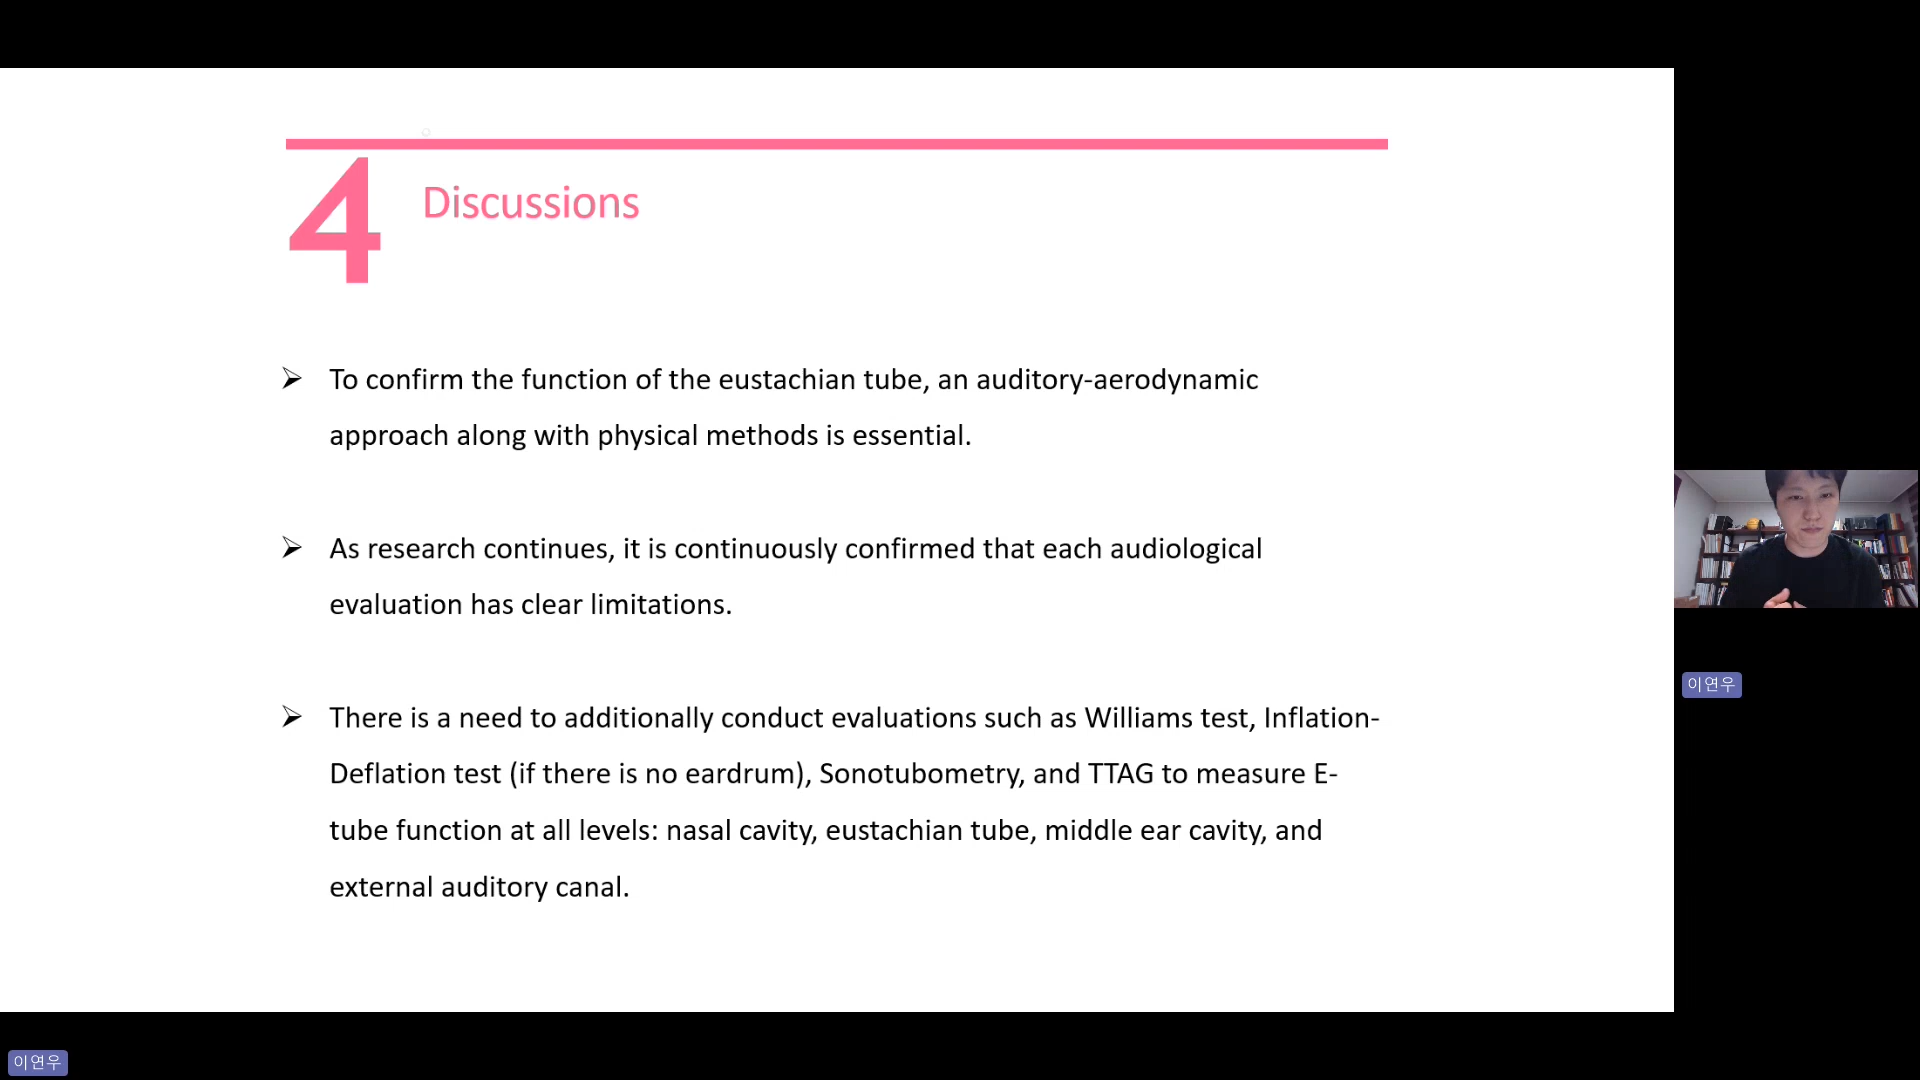 4
Discussions
To confirm the function of the eustachian tube, an auditory-aerodynamic
approach along with physical methods is essential.
As research continues, it is continuously confirmed that each audiological
evaluation has clear limitations.
There is a need to additionally conduct evaluations such as Williams test, Inflation-
Deflation test (if there is no eardrum), Sonotubometry, and TTAG to measure E-
tube function at all levels: nasal cavity, eustachian tube, middle ear cavity, and
external auditory canal.
이연우
이연우